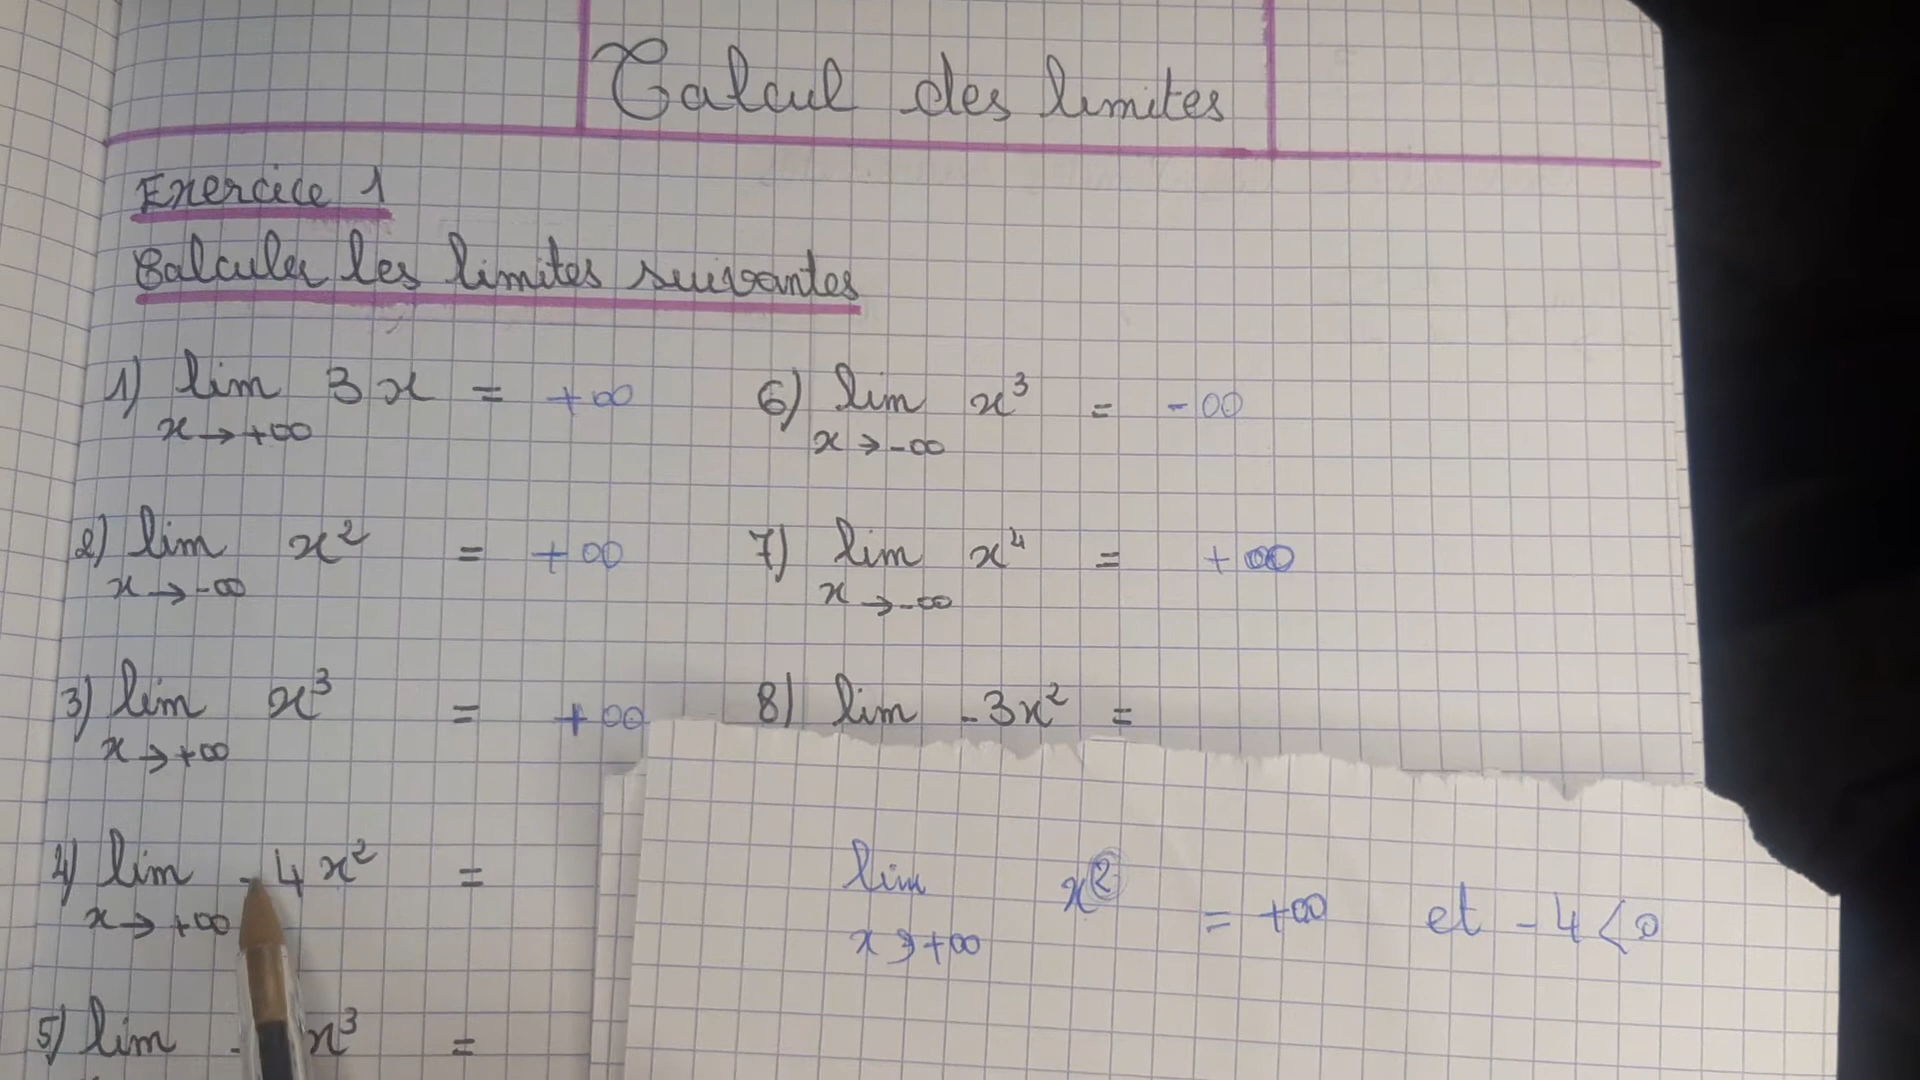 Calcul des limites
Exercice 1
Calculer les limites suivantes
1) lim 3x = +∞
x→+∞
2) lim x² = +∞
x→-∞
3) lim x³ = +∞
x→+∞
4) lim -4x² =
x→+∞
5) lim - x³ =
6) lim x³ = -∞
x→-∞
7) lim x⁴ = +∞
x→-∞
8) lim -3x² =
lim x² = +∞ et -4<0
x→+∞